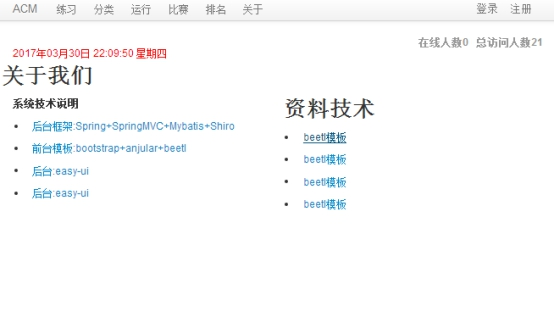 ACM 练习 分类 运行 比赛 排名 关于 登录 注册
在线人数0 总访问人数21
2017年03月30日 22:09:50 星期四
关于我们
系统技术说明
后台框架:Spring+SpringMVC+Mybatis+Shiro
前台模板:bootstrap+anjular+beetl
后台:easy-ui
后台:easy-ui
资料技术
beetl模板
beetl模板
beetl模板
beetl模板